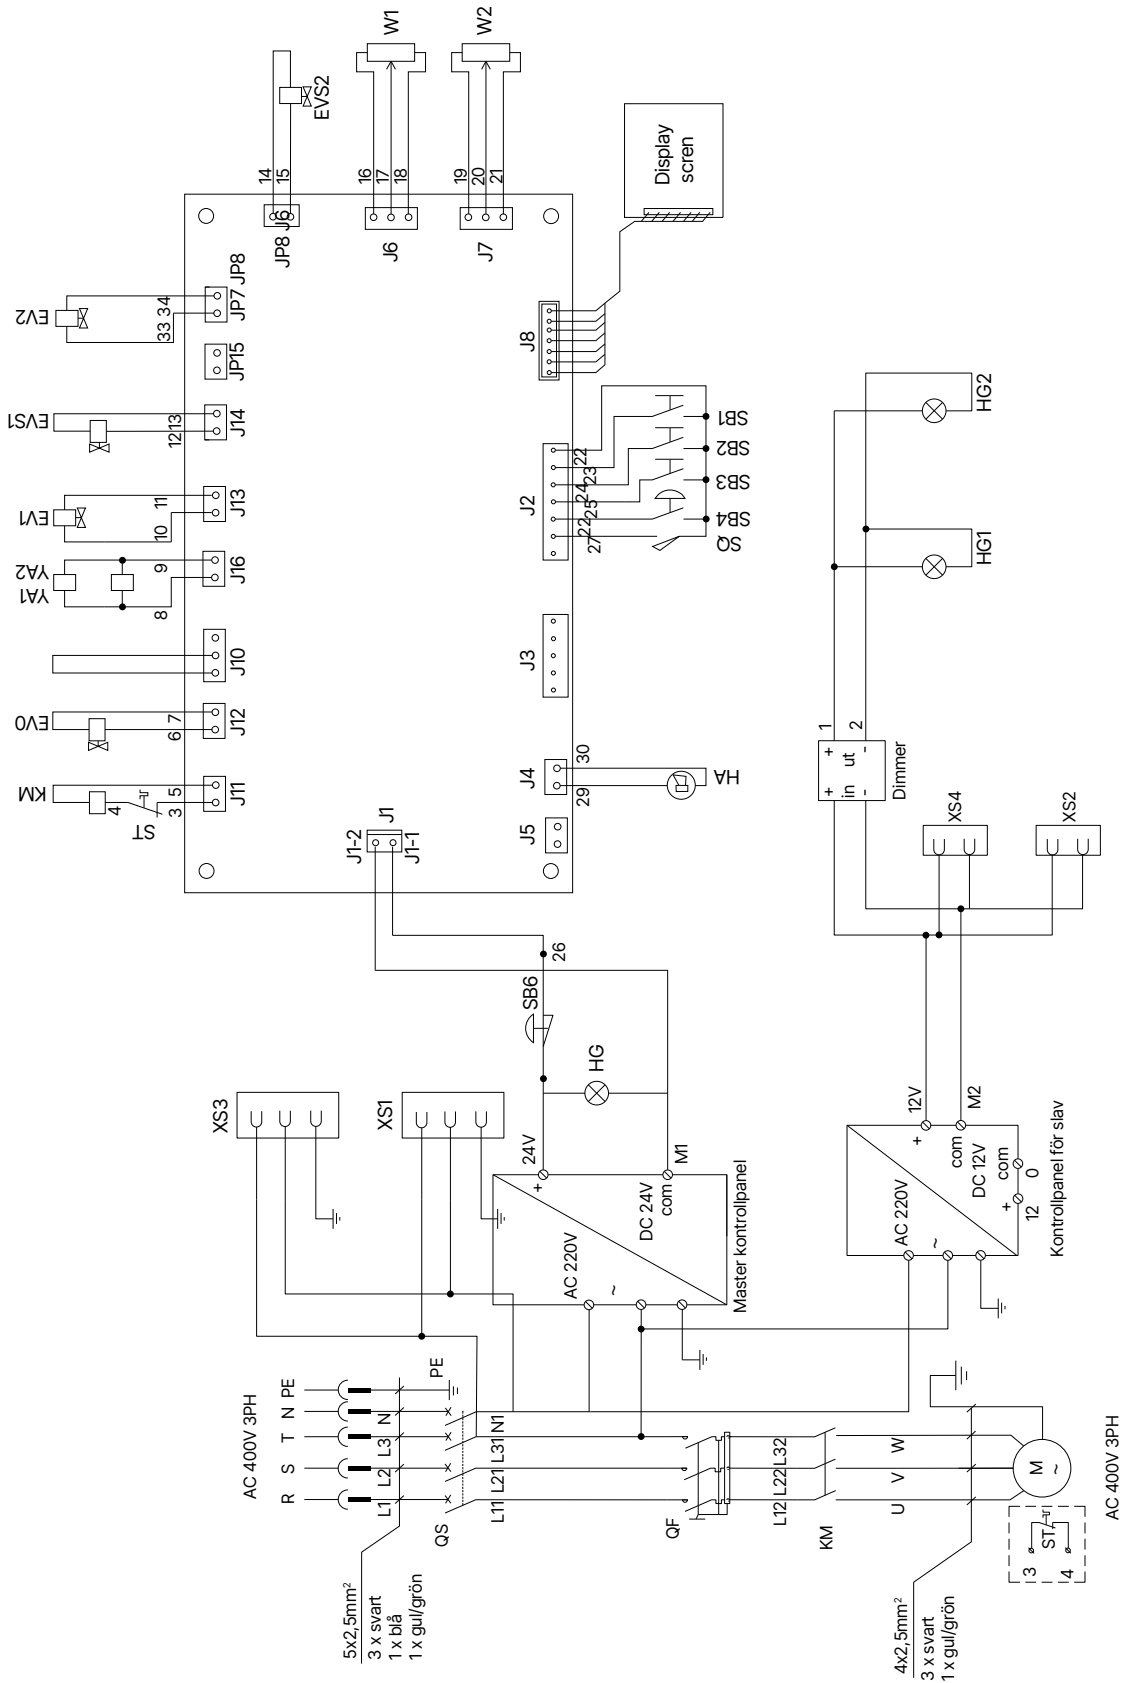 AC 400V 3PH
R
S
T
N
PE
L1
L2
L3
N
PE
5x2,5mm²
3 x svart
1 x blå
1 x gul/grön
QS
L11
L21
L31
N1
QF
L12
L22
L32
KM
U
V
W
4x2,5mm²
3 x svart
1 x gul/grön
M
~
3
4
ST
AC 400V 3PH
XS3
XS1
AC 220V
~
+
24V
DC 24V
com
M1
Master kontrollpanel
HG
SB6
26
AC 220V
~
+
12V
com
M2
DC 12V
com
+
0
12
Kontrollpanel för slav
XS4
XS2
+
in
-
+
ut
-
Dimmer
1
2
HG1
HG2
J1-2
J1
J1-1
KM
4
ST
3
5
J11
EV0
6
7
J12
J10
YA1
YA2
8
9
J16
EV1
10
11
J13
EVS1
12
13
J14
JP15
EV2
33
34
JP7
JP8
14
15
EVS2
JP8
J6
W1
16
17
18
J6
W2
19
20
21
J7
Display
scren
J8
J2
22
23
24
25
22
27
SB1
SB2
SB3
SB4
SQ
J3
J4
30
29
HA
J5